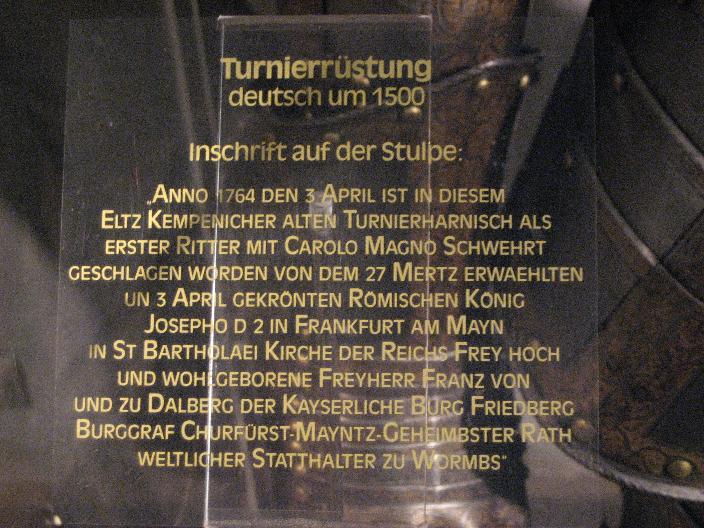 Turnierrüstung
deutsch um 1500
Inschrift auf der Stulpe:
„Anno 1764 den 3 April ist in diesem
Eltz Kempenicher alten Turnierharnisch als
erster Ritter mit Carolo Magno Schwehrt
geschlagen worden von dem 27 Mertz erwaehlten
un 3 April gekrönten Römischen König
Josepho d 2 in Frankfurt am Mayn
in St Bartholaei Kirche der Reichs Frey hoch
und wohlgeborene Freyherr Franz von
und zu Dalberg der Kayserliche Burg Friedberg
Burggraf Churfürst-Mayntz-Geheimbster Rath
weltlicher Statthalter zu Wormbs"